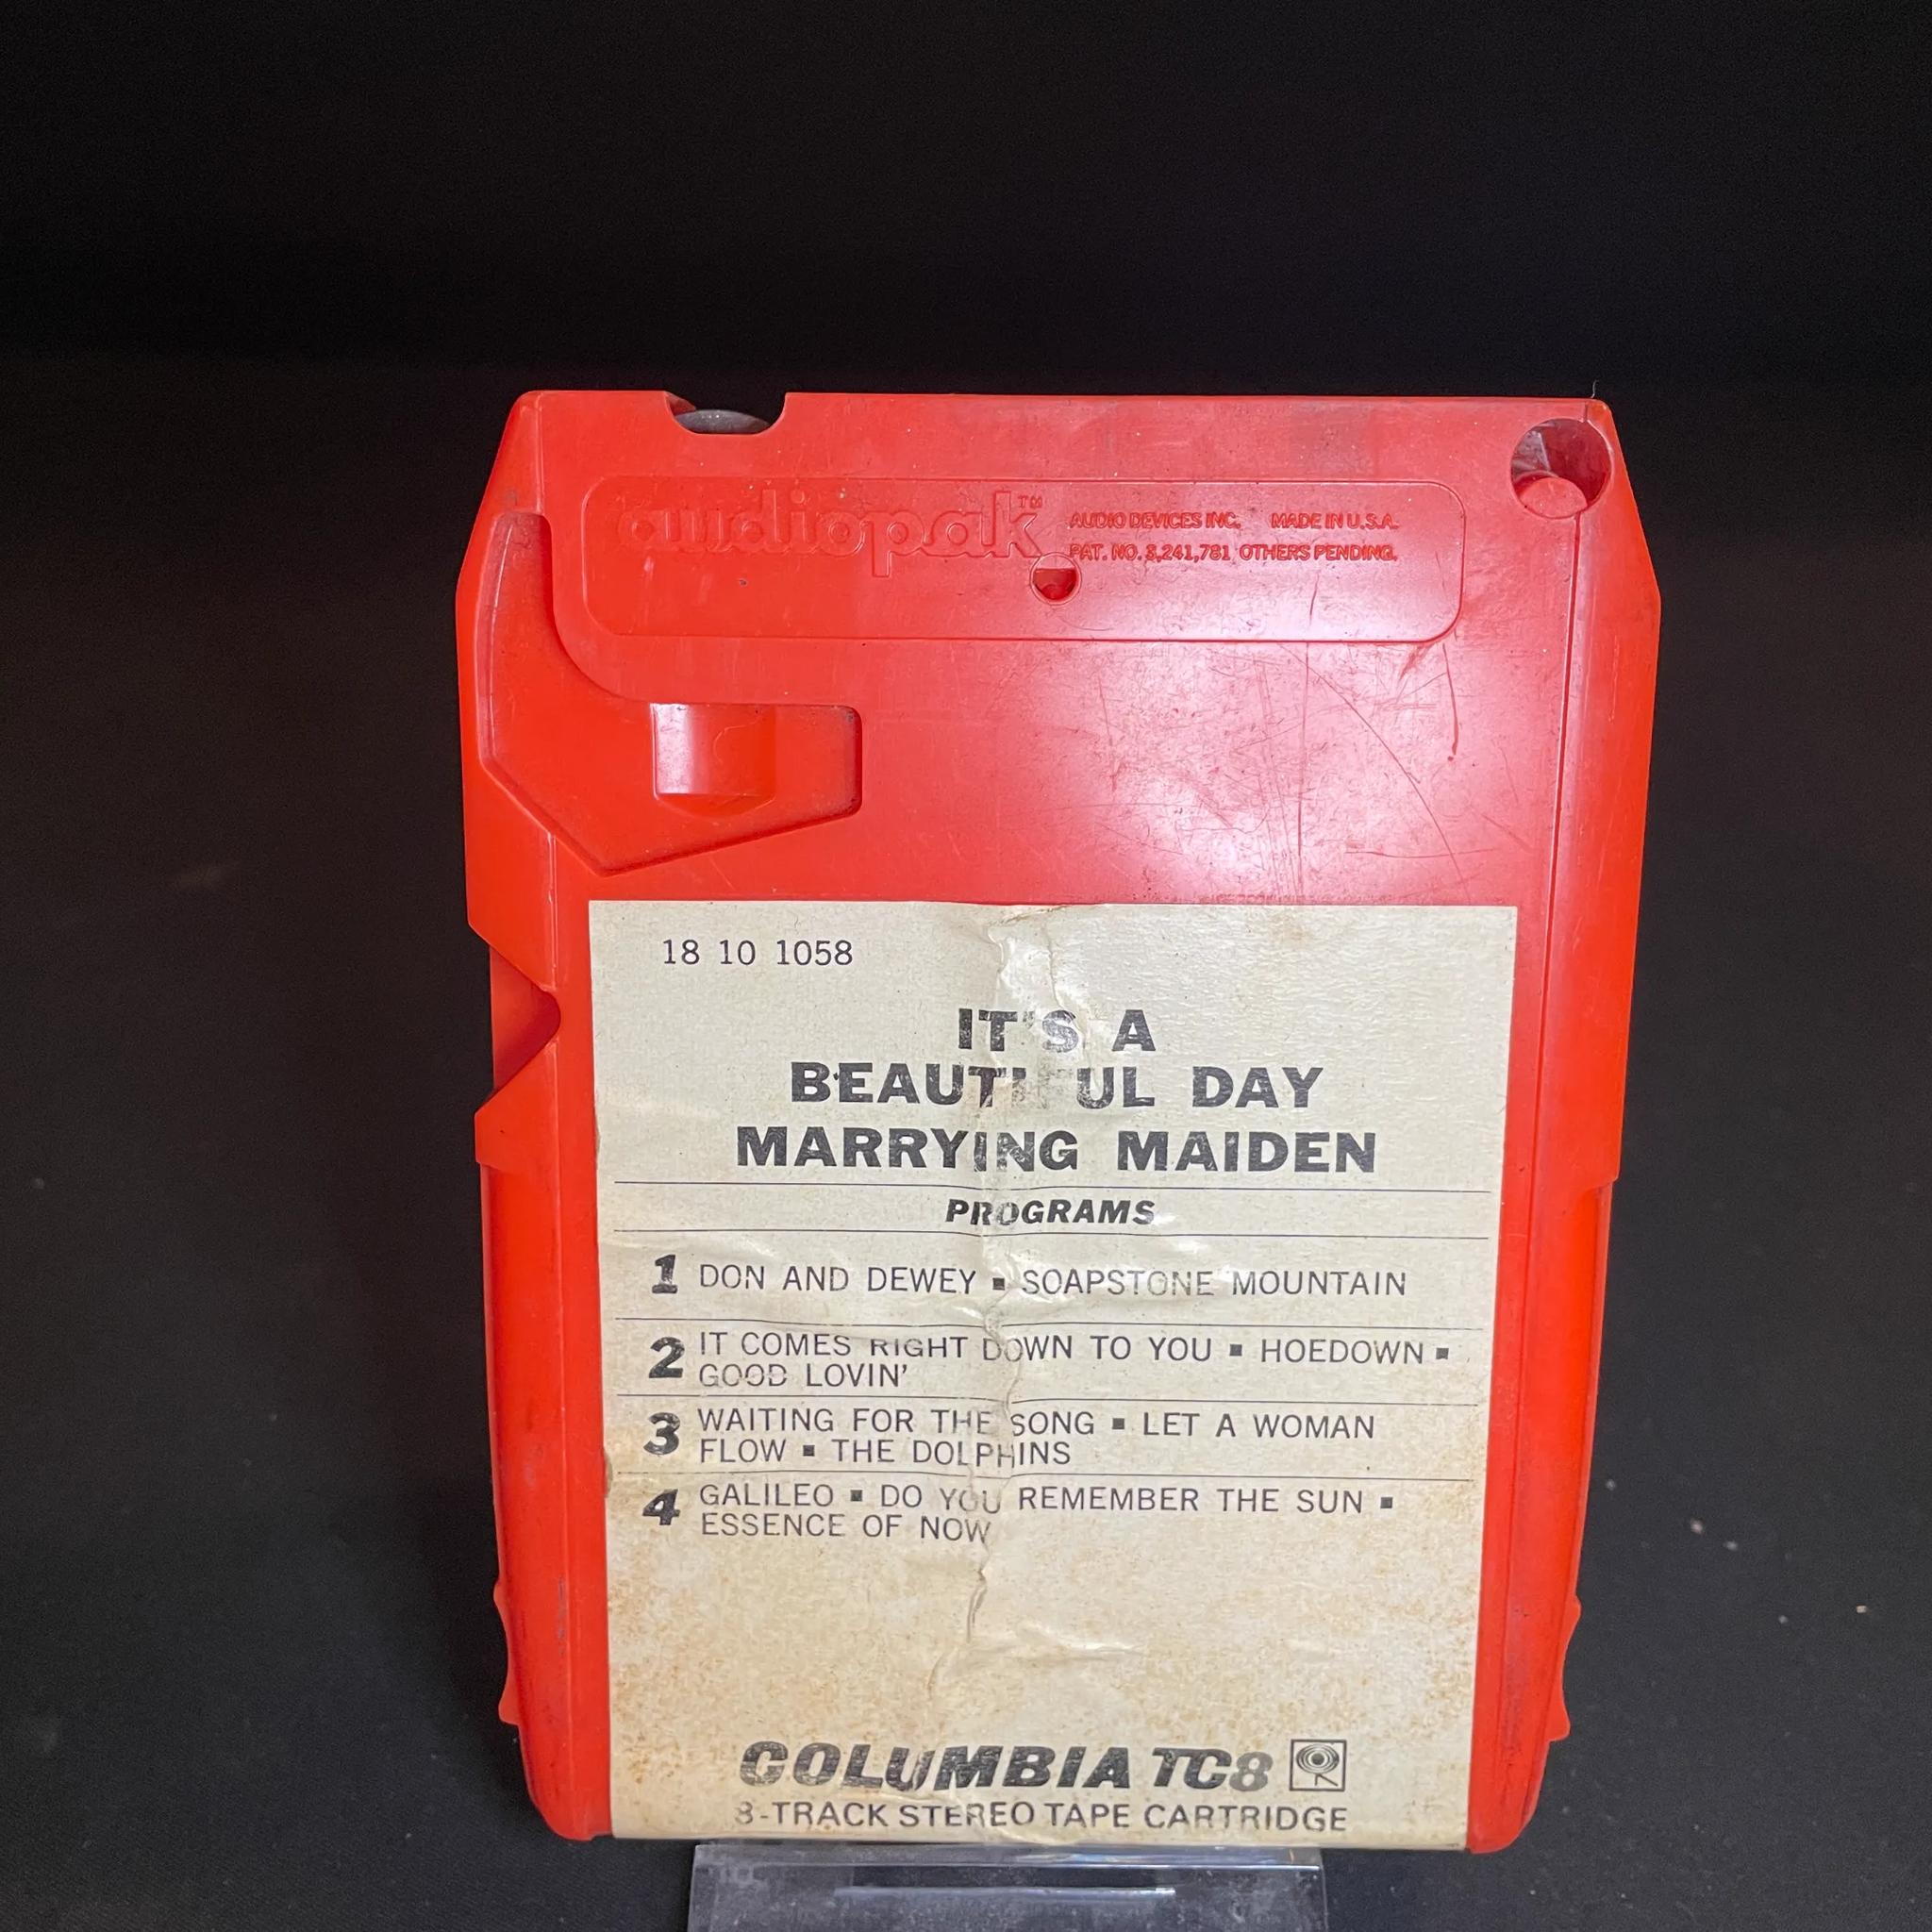 audiopak™
AUDIO DEVICES INC. MADE IN U.S.A.
PAT. NO. 3,241,781 OTHERS PENDING.
18 10 1058
IT'S A
BEAUTIFUL DAY
MARRYING MAIDEN
PROGRAMS
1 DON AND DEWEY ▪ SOAPSTONE MOUNTAIN
2 IT COMES RIGHT DOWN TO YOU ▪ HOEDOWN ▪
GOOD LOVIN'
3 WAITING FOR THE SONG ▪ LET A WOMAN
FLOW ▪ THE DOLPHINS
4 GALILEO ▪ DO YOU REMEMBER THE SUN ▪
ESSENCE OF NOW
COLUMBIA TC8
8-TRACK STEREO TAPE CARTRIDGE